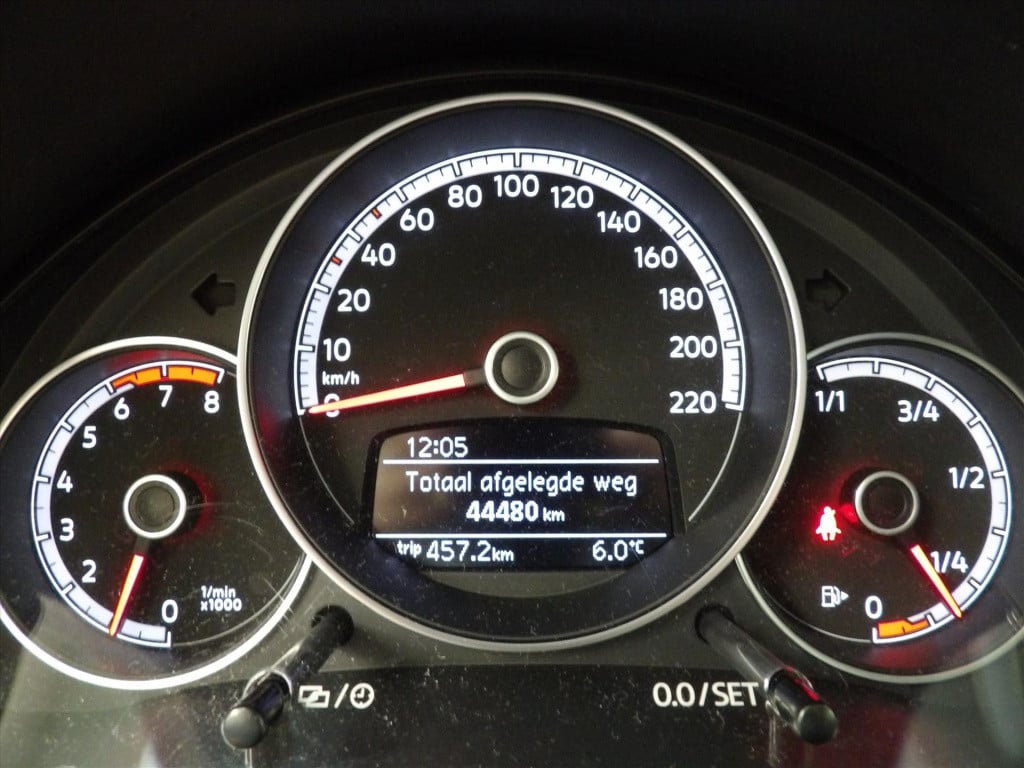 100
80 120
60 140
40 160
20 180
10 200
km/h
0 220
6 7 8
5
4
3
2
0
1/min
x1000
12:05
Totaal afgelegde weg
44480 km
trip 457.2 km 6.0°C
1/1 3/4
1/2
1/4
0
0.0/SET